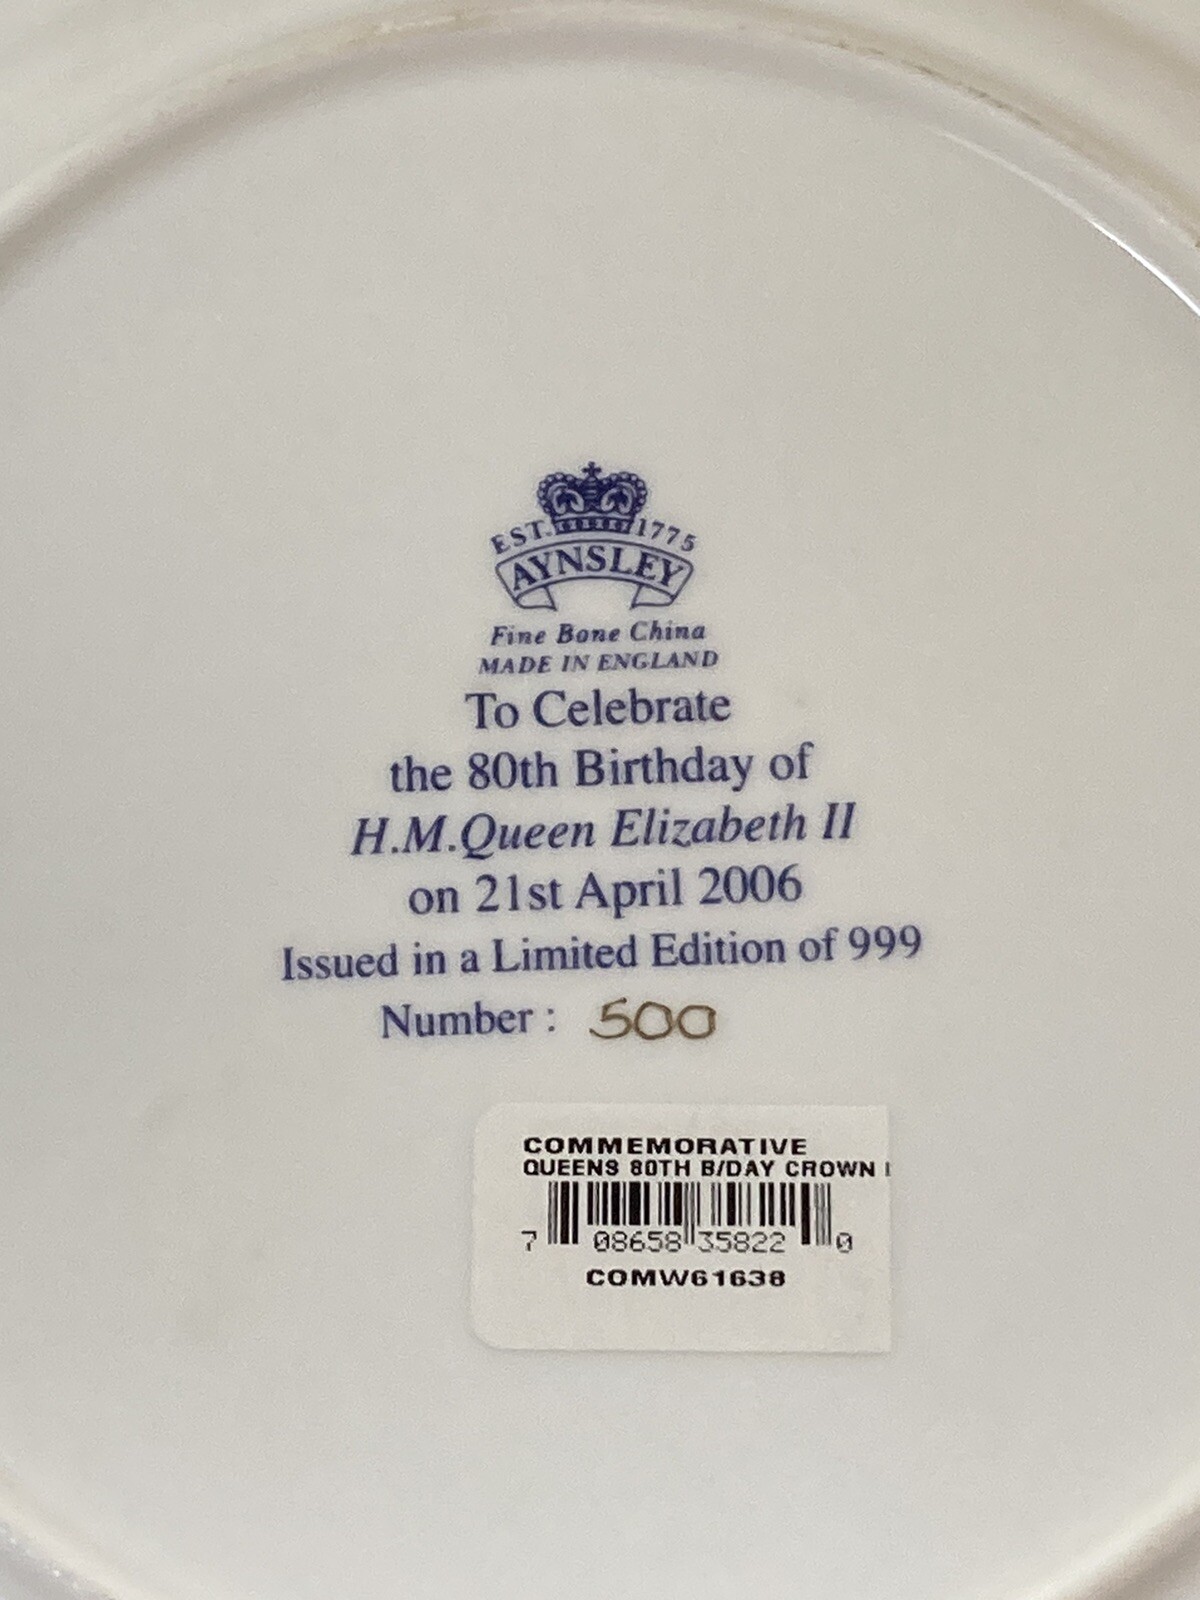 EST. 1775
AYNSLEY
Fine Bone China
MADE IN ENGLAND
To Celebrate
the 80th Birthday of
H.M.Queen Elizabeth II
on 21st April 2006
Issued in a Limited Edition of 999
Number : 500
COMMEMORATIVE
QUEENS 80TH B/DAY CROWN
7 08658 35822 0
COMW61638